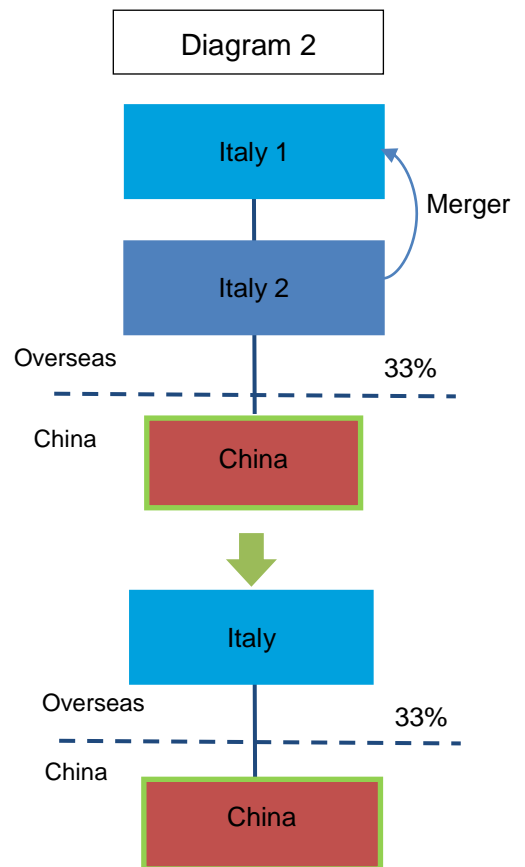 Diagram 2
Italy 1
Merger
Italy 2
Overseas
33%
China
China
Italy
Overseas
33%
China
China